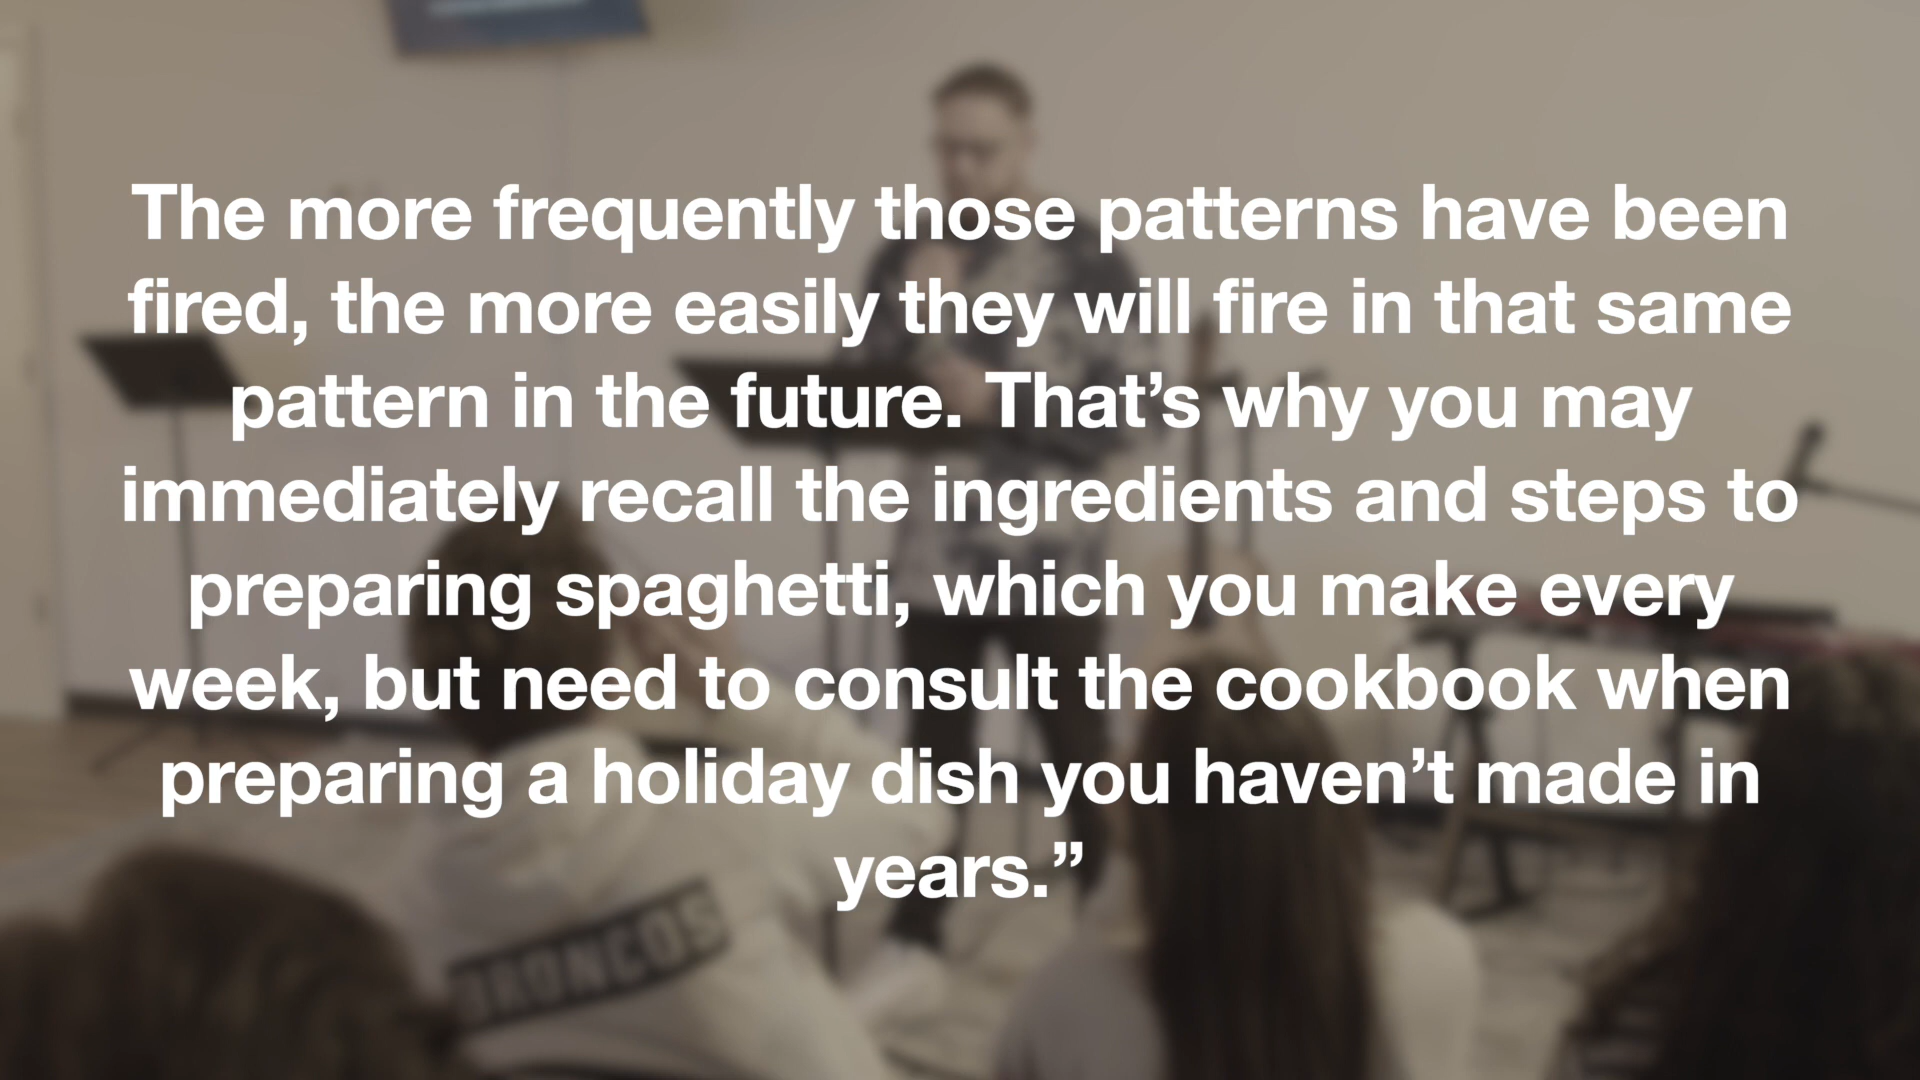 The more frequently those patterns have been
fired, the more easily they will fire in that same
pattern in the future. That’s why you may
immediately recall the ingredients and steps to
preparing spaghetti, which you make every
week, but need to consult the cookbook when
preparing a holiday dish you haven’t made in
years.”
BRONCOS